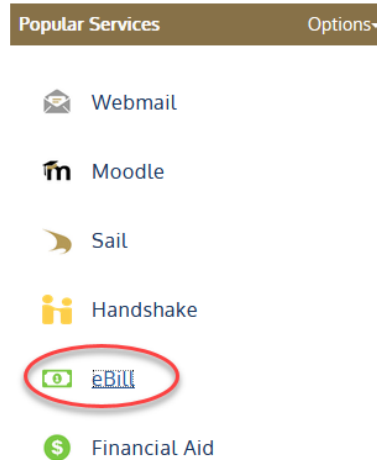 Popular Services Options
Webmail
m Moodle
Sail
Handshake
eBill
$ Financial Aid